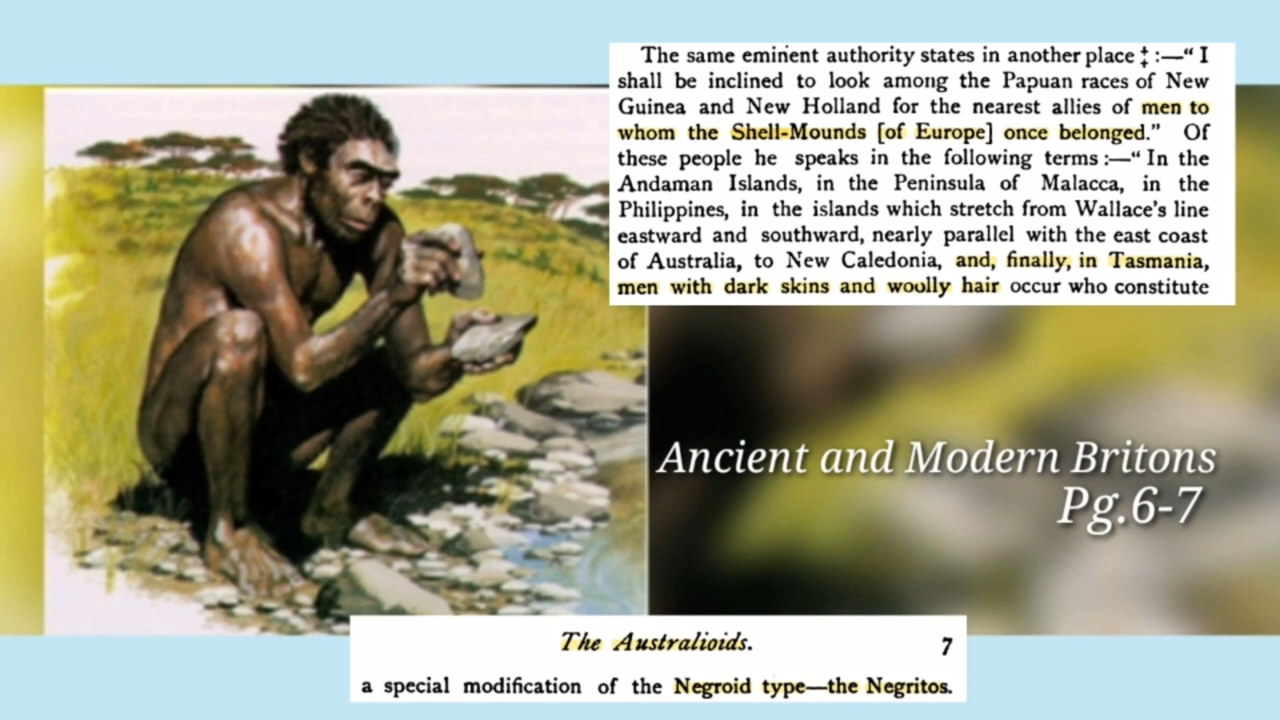 The same eminent authority states in another place ‡ :—“ I
shall be inclined to look among the Papuan races of New
Guinea and New Holland for the nearest allies of men to
whom the Shell-Mounds [of Europe] once belonged.” Of
these people he speaks in the following terms :—“ In the
Andaman Islands, in the Peninsula of Malacca, in the
Philippines, in the islands which stretch from Wallace’s line
eastward and southward, nearly parallel with the east coast
of Australia, to New Caledonia, and, finally, in Tasmania,
men with dark skins and woolly hair occur who constitute
Ancient and Modern Britons
Pg.6-7
The Australioids. 7
a special modification of the Negroid type—the Negritos.